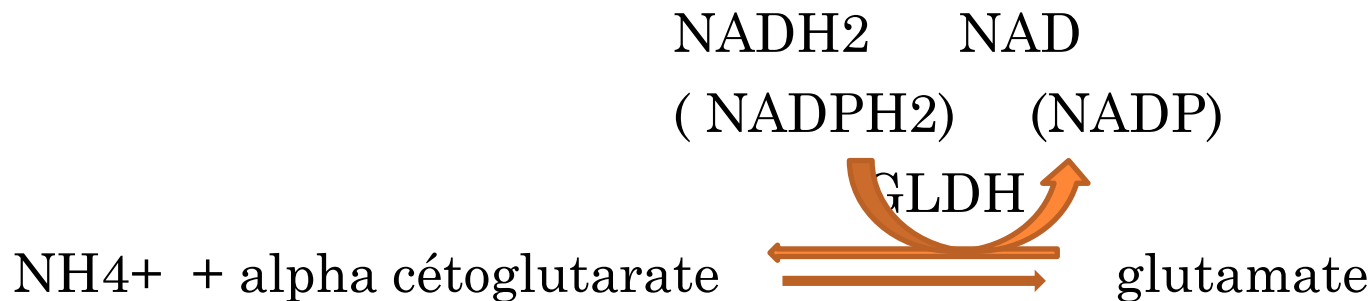 NADH2 NAD
( NADPH2) (NADP)
GLDH
NH4+ + alpha cétoglutarate glutamate